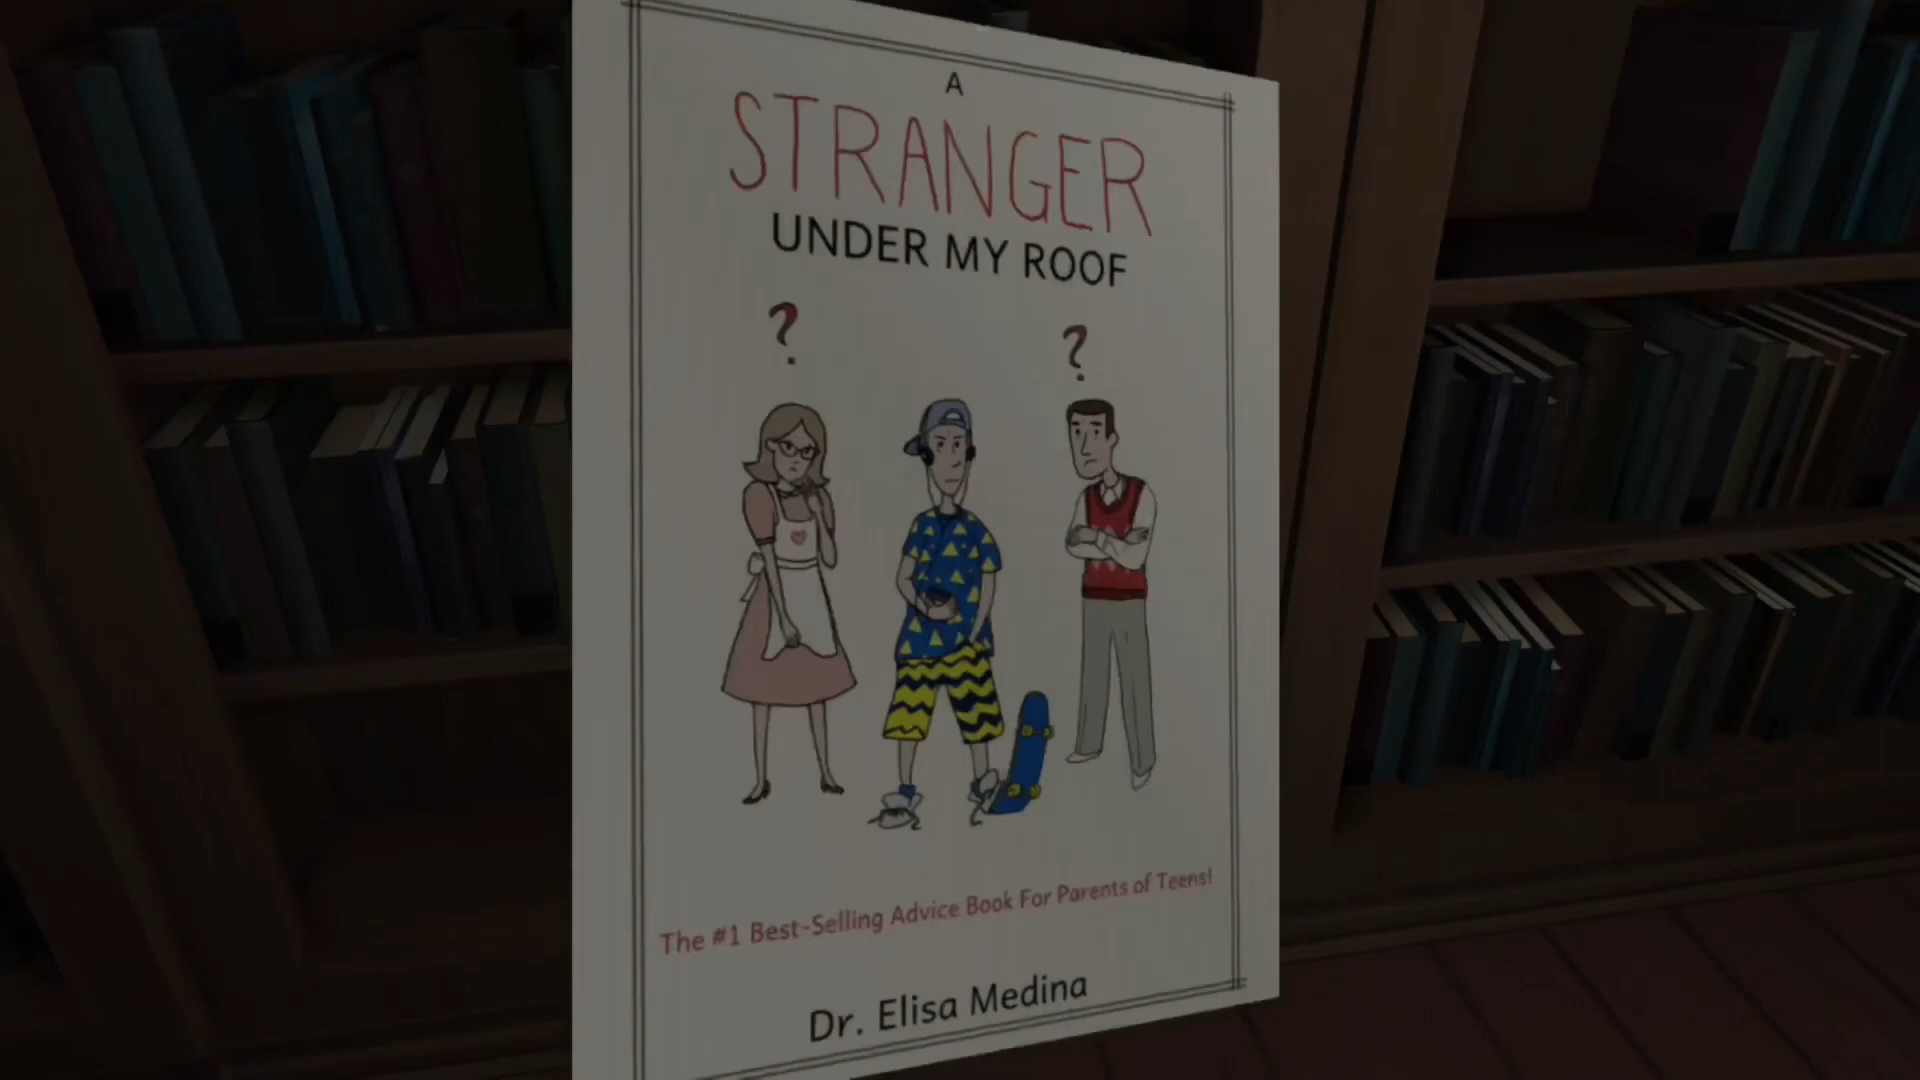 A
STRANGER
UNDER MY ROOF
?
?
The #1 Best-Selling Advice Book For Parents of Teens!
Dr. Elisa Medina